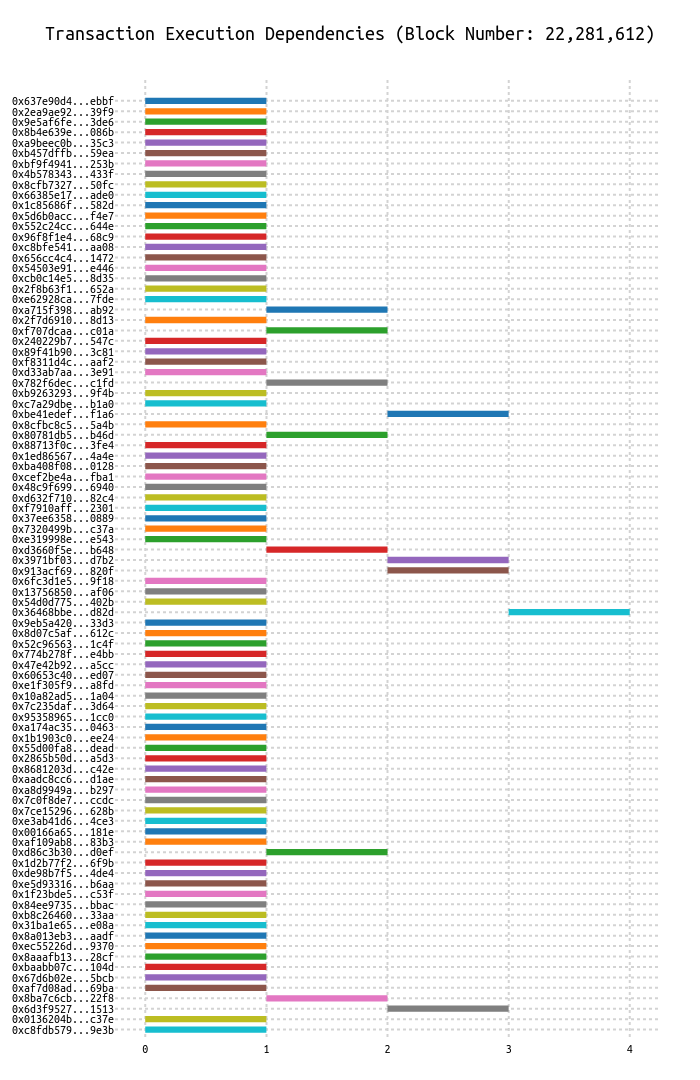 Transaction Execution Dependencies (Block Number: 22,281,612)
0x637e90d4...ebbf
0x2ea9ae92...39f9
0x9e5af6fe...3de6
0x8b4e639e...086b
0xa9beec0b...35c3
0xb457dffb...59ea
0xbf9f4941...253b
0x4b578343...433f
0x8cfb7327...50fc
0x66385e17...ade0
0x1c85686f...582d
0x5d6b0acc...f4e7
0x552c24cc...644e
0x96f8f1e4...68c9
0xc8bfe541...aa08
0x656cc4c4...1472
0x54503e91...e446
0xcb0c14e5...8d35
0x2f8b63f1...652a
0xe62928ca...7fde
0xa715f398...ab92
0x2f7d6910...8d13
0xf707dcaa...c01a
0x240229b7...547c
0x89f41b90...3c81
0xf8311d4c...aaf2
0xd33ab7aa...3e91
0x782f6dec...c1fd
0xb9263293...9f4b
0xc7a29dbe...b1a0
0xbe41edef...f1a6
0x8cfbc8c5...5a4b
0x80781db5...b46d
0x88713f0c...3fe4
0x1ed86567...4a4e
0xba408f08...0128
0xcef2be4a...fba1
0x48c9f699...6940
0xd632f710...82c4
0xf7910aff...2301
0x37ee6358...0889
0x7320499b...c37a
0xe319998e...e543
0xd3660f5e...b648
0x3971bf03...d7b2
0x913acf69...820f
0x6fc3d1e5...9f18
0x13756850...af06
0x54d0d775...402b
0x36468bbe...d82d
0x9eb5a420...33d3
0x8d07c5af...612c
0x52c96563...1c4f
0x774b278f...e4bb
0x47e42b92...a5cc
0x60653c40...ed07
0xe1f305f9...a8fd
0x10a82ad5...1a04
0x7c235daf...3d64
0x95358965...1cc0
0xa174ac35...0463
0x1b1903c0...ee24
0x55d00fa8...dead
0x2865b50d...a5d3
0x8681203d...c42e
0xaadc8cc6...d1ae
0xa8d9949a...b297
0x7c0f8de7...ccdc
0x7ce15296...628b
0xe3ab41d6...4ce3
0x00166a65...181e
0xaf109ab8...83b3
0xd86c3b30...d0ef
0x1d2b77f2...6f9b
0xde98b7f5...4de4
0xe5d93316...b6aa
0x1f23bde5...c53f
0x84ee9735...bbac
0xb8c26460...33aa
0x31ba1e65...e08a
0x8a013eb3...aadf
0xec55226d...9370
0x8aaafb13...28cf
0xbaabb07c...104d
0x67d6b02e...5bcb
0xaf7d08ad...69ba
0x8ba7c6cb...22f8
0x6d3f9527...1513
0x0136204b...c37e
0xc8fdb579...9e3b
0 1 2 3 4